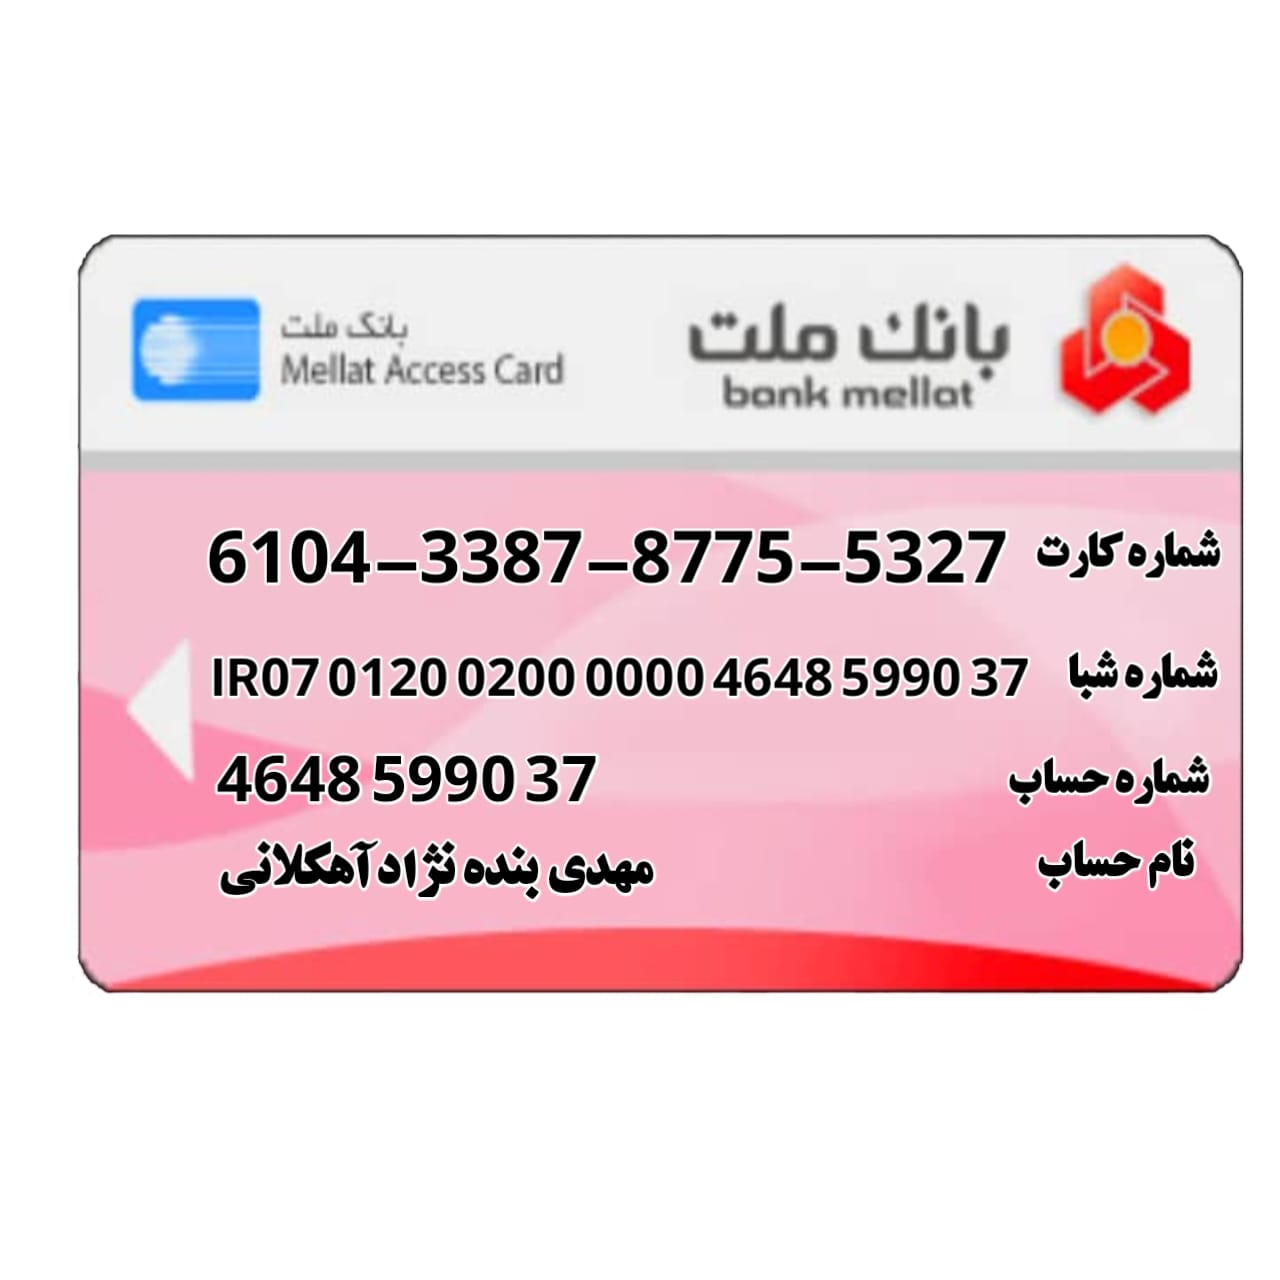 بانک ملت
Mellat Access Card
بانك ملت
bank mellat
شماره کارت 6104-3387-8775-5327
شماره شبا IR07 0120 0200 0000 4648 5990 37
شماره حساب 4648 5990 37
نام حساب مهدی بنده نژاد آهکلانی